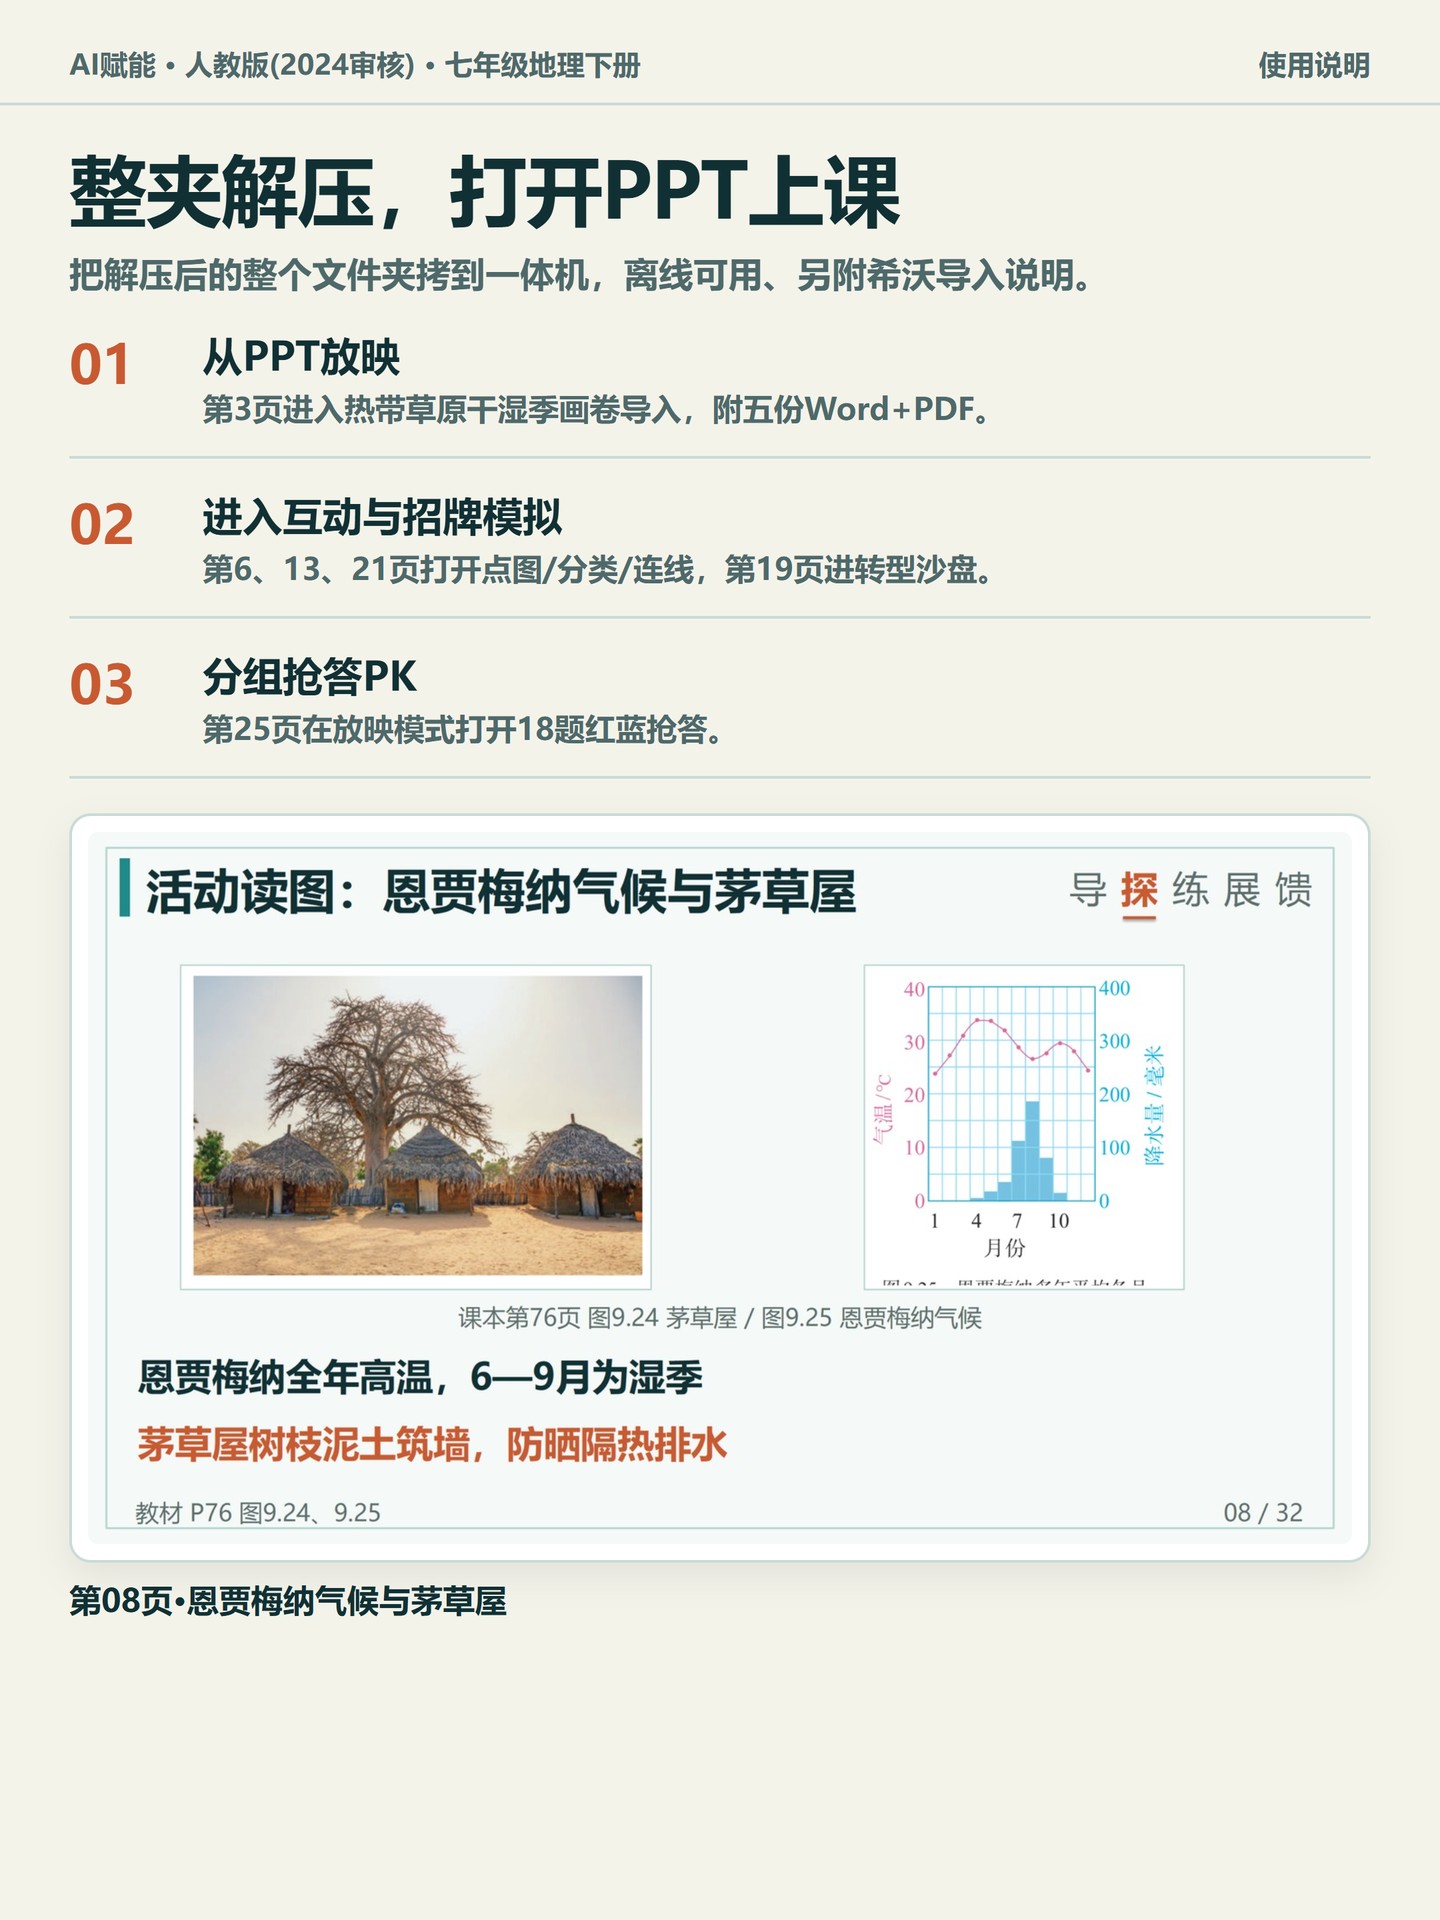 AI赋能 • 人教版(2024审核) • 七年级地理下册
使用说明
整夹解压，打开PPT上课
把解压后的整个文件夹拷到一体机，离线可用、另附希沃导入说明。
01
从PPT放映
第3页进入热带草原干湿季画卷导入，附五份Word+PDF。
02
进入互动与招牌模拟
第6、13、21页打开点图/分类/连线，第19页进转型沙盘。
03
分组抢答PK
第25页在放映模式打开18题红蓝抢答。
活动读图：恩贾梅纳气候与茅草屋
导 探 练 展 馈
40
30
20
10
0
气温/℃
400
300
200
100
0
降水量 / 毫米
1 4 7 10
月份
课本第76页 图9.24 茅草屋 / 图9.25 恩贾梅纳气候
恩贾梅纳全年高温，6—9月为湿季
茅草屋树枝泥土筑墙，防晒隔热排水
教材 P76 图9.24、9.25
08 / 32
第08页•恩贾梅纳气候与茅草屋